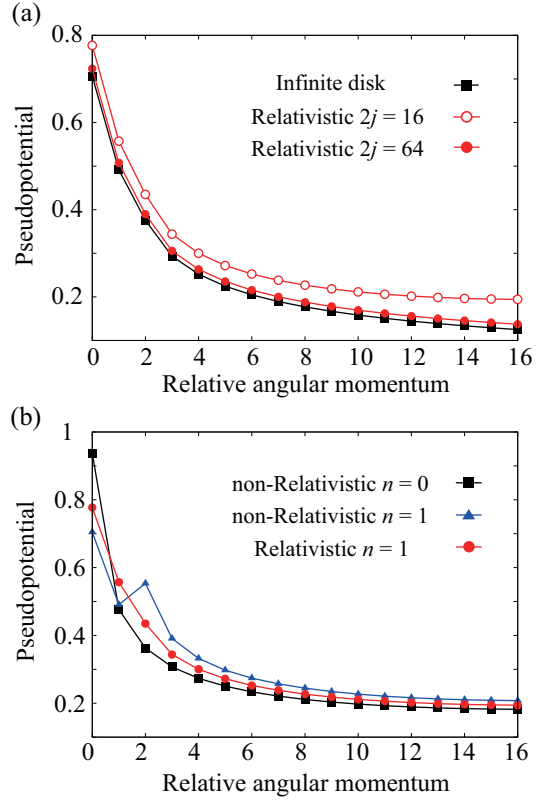 (a)
0.8
0.6
0.4
0.2
Pseudopotential
Infinite disk
Relativistic 2j = 16
Relativistic 2j = 64
0 2 4 6 8 10 12 14 16
Relative angular momentum
(b)
1
0.8
0.6
0.4
0.2
0.1
Pseudopotential
non-Relativistic n = 0
non-Relativistic n = 1
Relativistic n = 1
0 2 4 6 8 10 12 14 16
Relative angular momentum